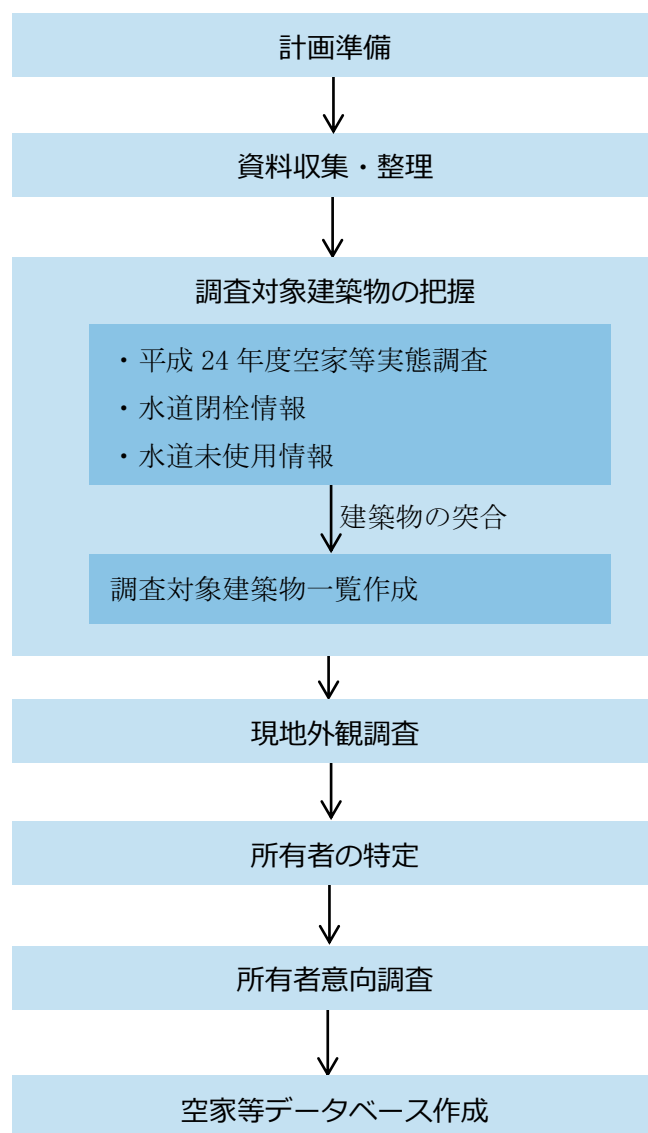 計画準備
資料収集・整理
調査対象建築物の把握
・平成 24 年度空家等実態調査
・水道閉栓情報
・水道未使用情報
建築物の突合
調査対象建築物一覧作成
現地外観調査
所有者の特定
所有者意向調査
空家等データベース作成